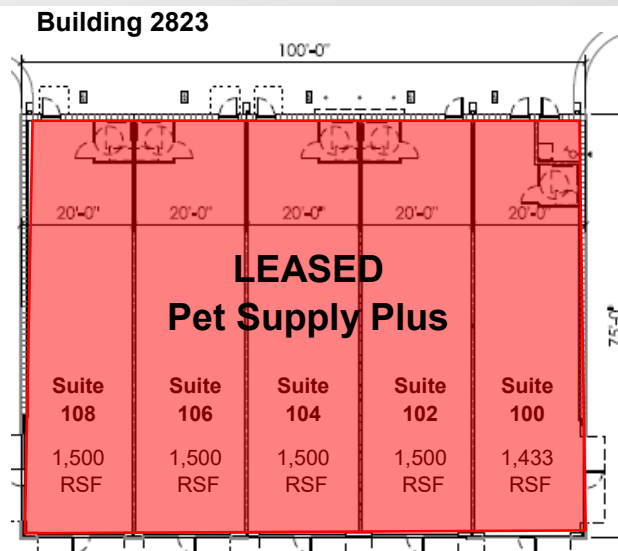 Building 2823
100'-0"
20'-0" 20'-0" 20'-0" 20'-0" 20'-0"
LEASED
Pet Supply Plus
75'-0"
Suite 108
1,500 RSF
Suite 106
1,500 RSF
Suite 104
1,500 RSF
Suite 102
1,500 RSF
Suite 100
1,433 RSF